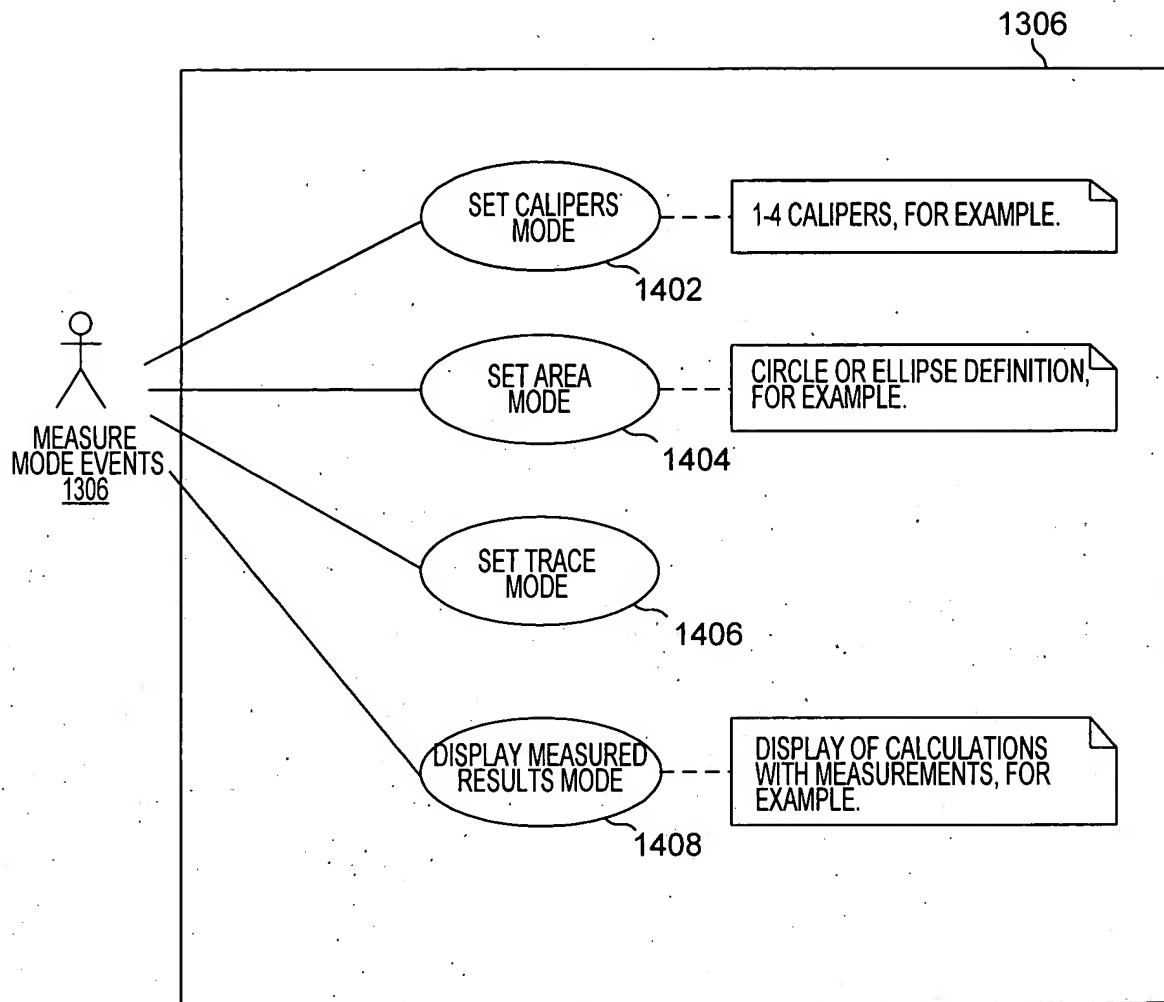 1306
SET CALIPERS
MODE
1-4 CALIPERS, FOR EXAMPLE.
1402
SET AREA
MODE
CIRCLE OR ELLIPSE DEFINITION,
FOR EXAMPLE.
1404
MEASURE
MODE EVENTS
1306
SET TRACE
MODE
1406
DISPLAY MEASURED
RESULTS MODE
DISPLAY OF CALCULATIONS
WITH MEASUREMENTS, FOR
EXAMPLE.
1408